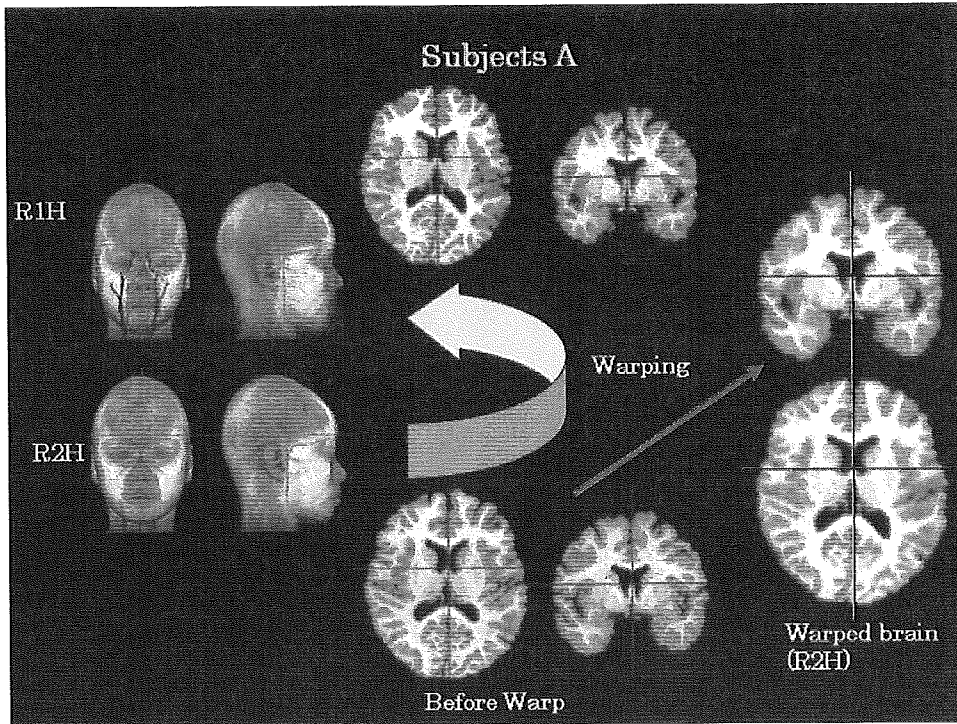 Subjects A
R1H
Warping
R2H
Before Warp
Warped brain
(R2H)